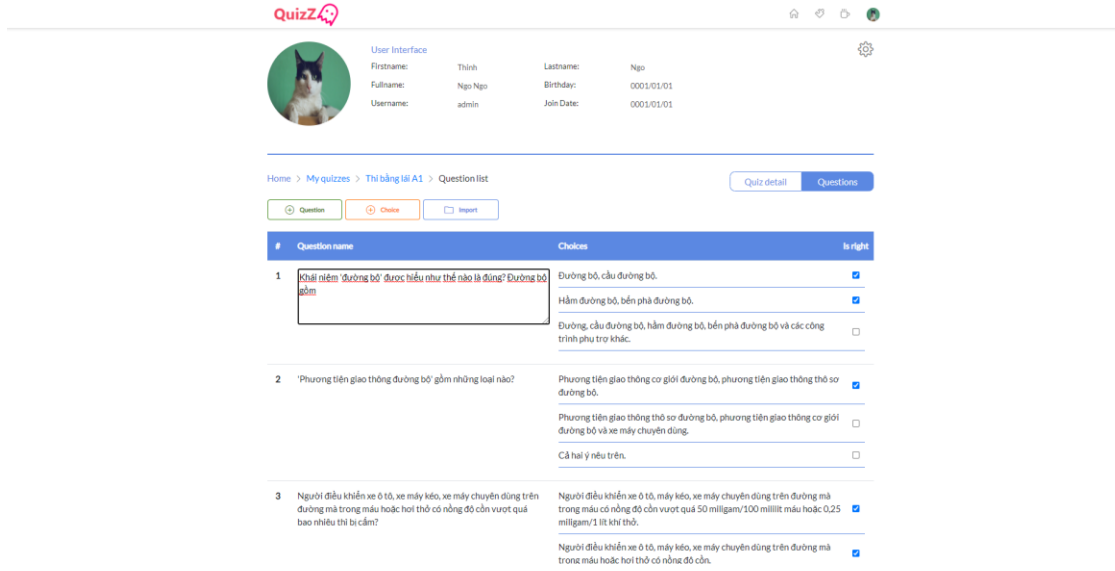 QuizZ
User Interface
Firstname: Thinh Lastname: Ngo
Fullname: Ngo Ngo Birthday: 0001/01/01
Username: admin Join Date: 0001/01/01
Home > My quizzes > Thi bằng lái A1 > Question list
Quiz detail Questions
Question Choice Import
# Question name Choices Is right
1 Khái niệm 'đường bộ' được hiểu như thế nào là đúng? Đường bộ
gồm
Đường bộ, cầu đường bộ.
Hầm đường bộ, bến phà đường bộ.
Đường, cầu đường bộ, hầm đường bộ, bến phà đường bộ và các công
trình phụ trợ khác.
2 'Phương tiện giao thông đường bộ' gồm những loại nào?
Phương tiện giao thông cơ giới đường bộ, phương tiện giao thông thô sơ
đường bộ.
Phương tiện giao thông thô sơ đường bộ, phương tiện giao thông cơ giới
đường bộ và xe máy chuyên dùng.
Cả hai ý nêu trên.
3 Người điều khiển xe ô tô, xe máy kéo, xe máy chuyên dùng trên
đường mà trong máu hoặc hơi thở có nồng độ cồn vượt quá
bao nhiêu thì bị cấm?
Người điều khiển xe ô tô, máy kéo, xe máy chuyên dùng trên đường mà
trong máu có nồng độ cồn vượt quá 50 miligam/100 mililít máu hoặc 0,25
miligam/1 lít khí thở.
Người điều khiển xe ô tô, máy kéo, xe máy chuyên dùng trên đường mà
trong máu hoặc hơi thở có nồng độ cồn.